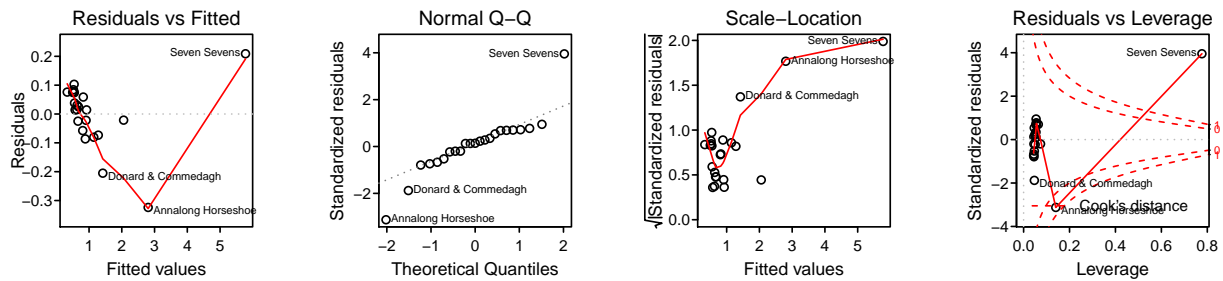 Residuals vs Fitted
Residuals
0.2
0.1
0.0
−0.1
−0.2
−0.3
Seven Sevens
Donard & Commedagh
Annalong Horseshoe
1 2 3 4 5
Fitted values
Normal Q−Q
Standardized residuals
4
2
0
−2
Seven Sevens
Donard & Commedagh
Annalong Horseshoe
−2 −1 0 1 2
Theoretical Quantiles
Scale−Location
√|Standardized residuals|
2.0
1.5
1.0
0.5
0.0
Seven Sevens
Annalong Horseshoe
Donard & Commedagh
1 2 3 4 5
Fitted values
Residuals vs Leverage
Standardized residuals
4
2
0
−2
−4
Seven Sevens
Donard & Commedagh
Annalong Horseshoe
Cook's distance
0.0 0.2 0.4 0.6 0.8
Leverage